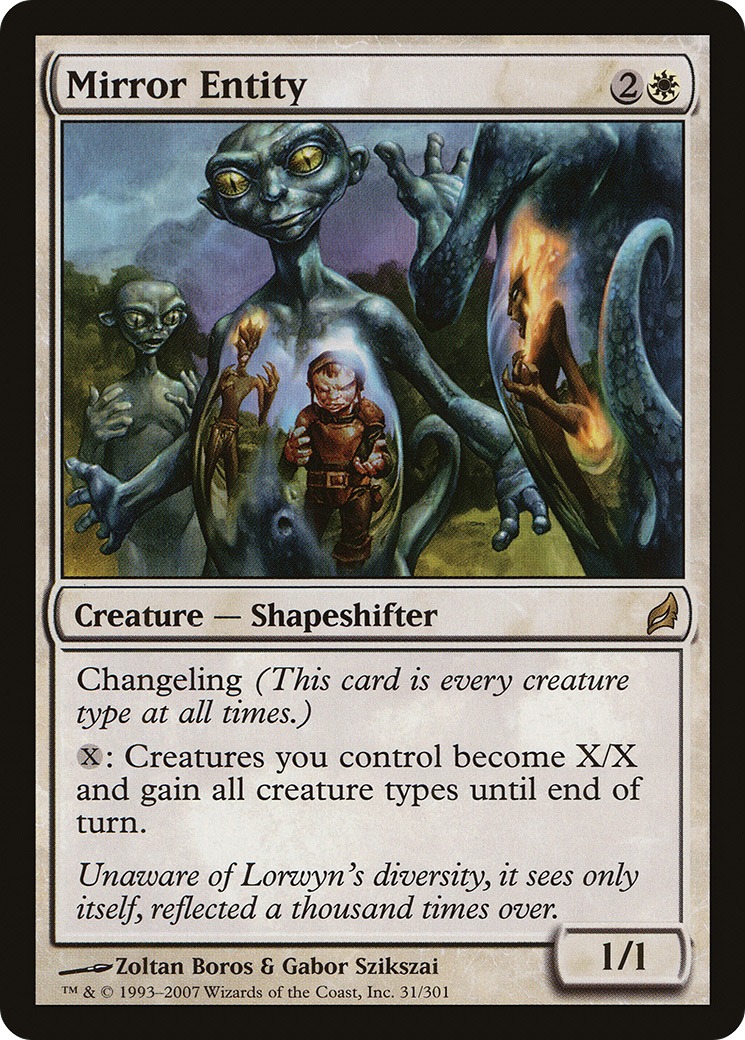 Mirror Entity 2
Creature — Shapeshifter
Changeling (This card is every creature
type at all times.)
X: Creatures you control become X/X
and gain all creature types until end of
turn.
Unaware of Lorwyn's diversity, it sees only
itself, reflected a thousand times over.
1/1
Zoltan Boros & Gabor Szikszai
™ & © 1993–2007 Wizards of the Coast, Inc. 31/301